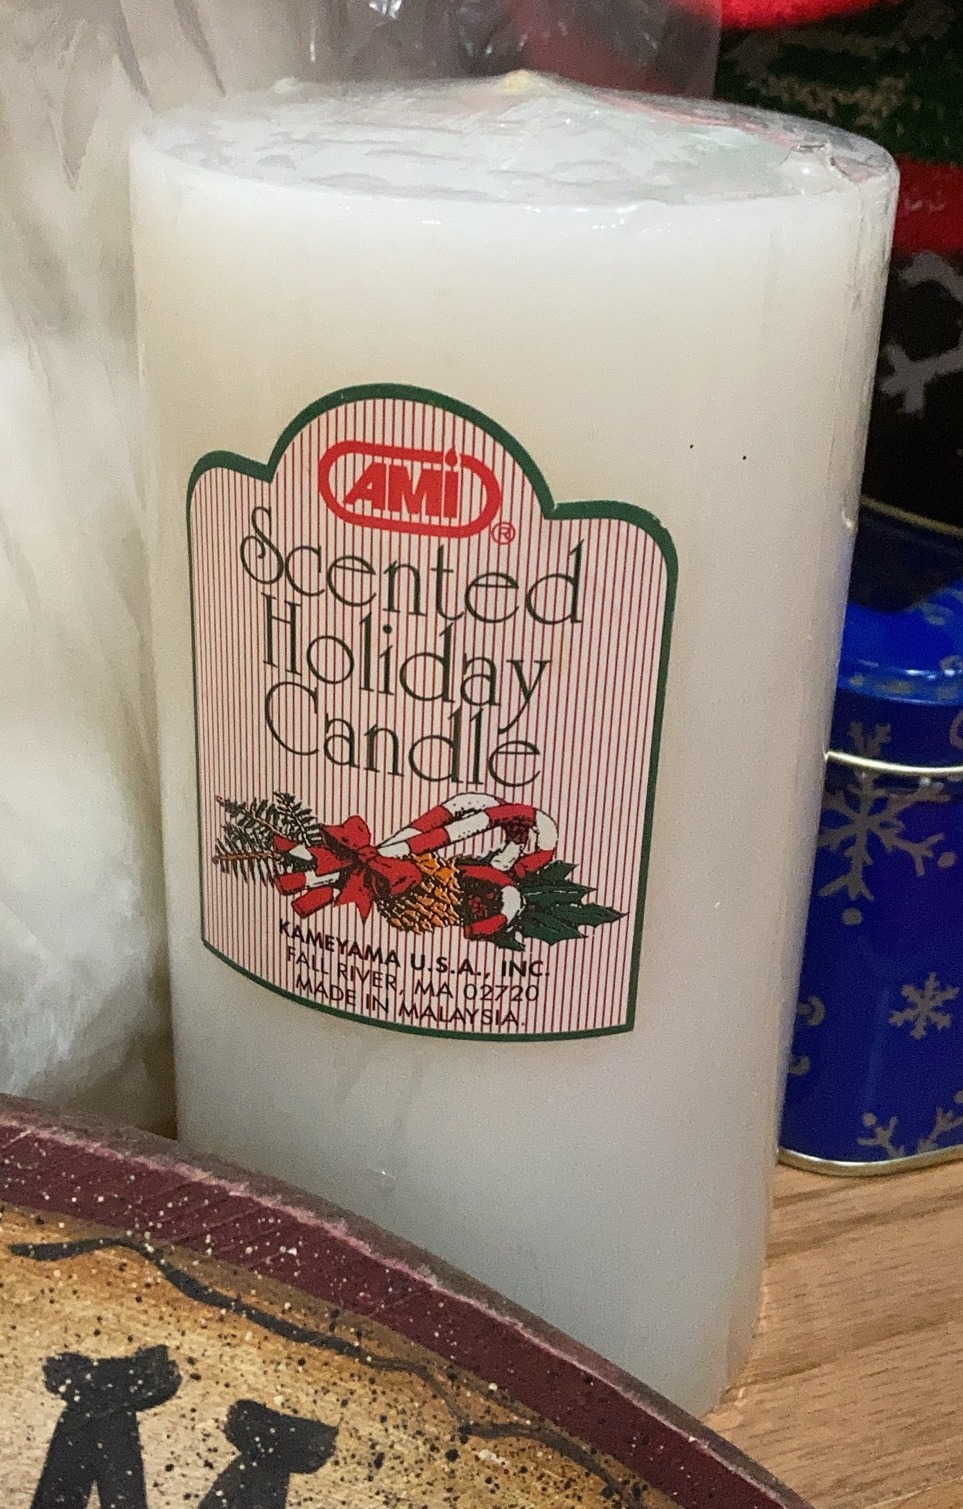 AMi®
Scented
Holiday
Candle
KAMEYAMA U.S.A., INC.
FALL RIVER, MA 02720
MADE IN MALAYSIA.